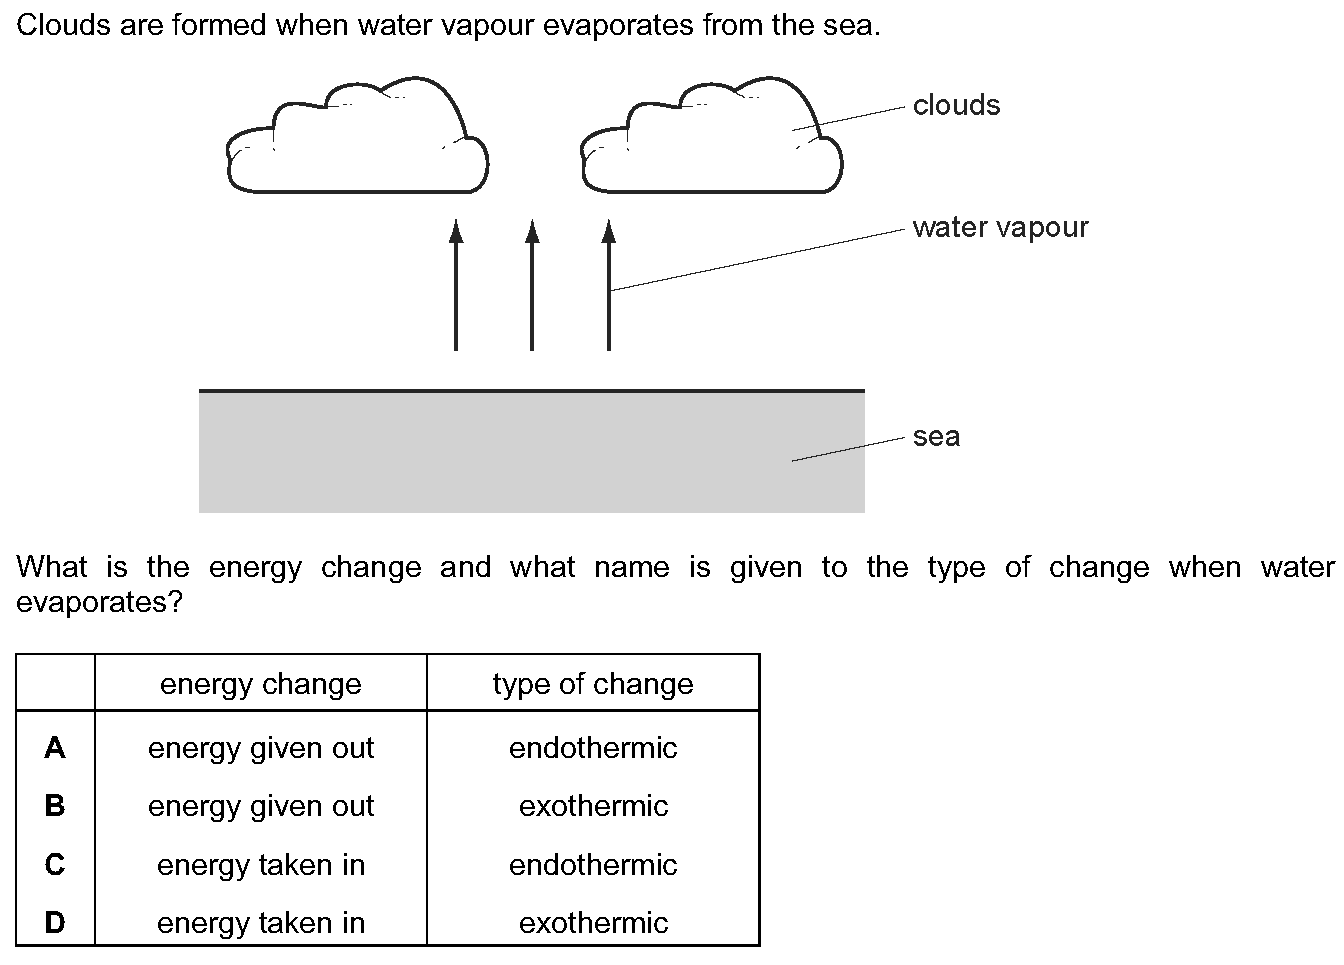 Clouds are formed when water vapour evaporates from the sea.
clouds
water vapour
sea
What is the energy change and what name is given to the type of change when water
evaporates?
energy change type of change
A energy given out endothermic
B energy given out exothermic
C energy taken in endothermic
D energy taken in exothermic